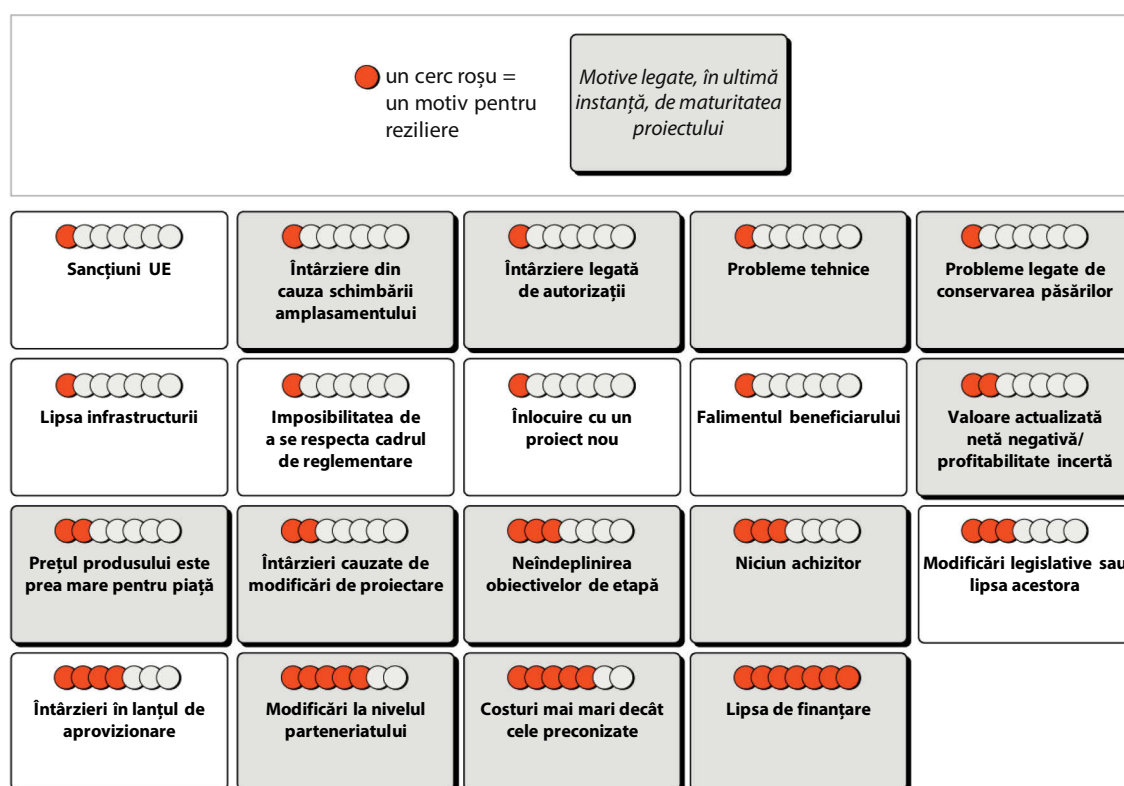 un cerc roșu =
un motiv pentru
reziliere
Motive legate, în ultimă
instanță, de maturitatea
proiectului
Sancțiuni UE
Întârziere din
cauza schimbării
amplasamentului
Întârziere legată
de autorizații
Probleme tehnice
Probleme legate de
conservarea păsărilor
Lipsa infrastructurii
Imposibilitatea de
a se respecta cadrul
de reglementare
Înlocuire cu un
proiect nou
Falimentul beneficiarului
Valoare actualizată
netă negativă/
profitabilitate incertă
Prețul produsului este
prea mare pentru piață
Întârzieri cauzate de
modificări de proiectare
Neîndeplinirea
obiectivelor de etapă
Niciun achizitor
Modificări legislative sau
lipsa acestora
Întârzieri în lanțul de
aprovizionare
Modificări la nivelul
parteneriatului
Costuri mai mari decât
cele preconizate
Lipsa de finanțare